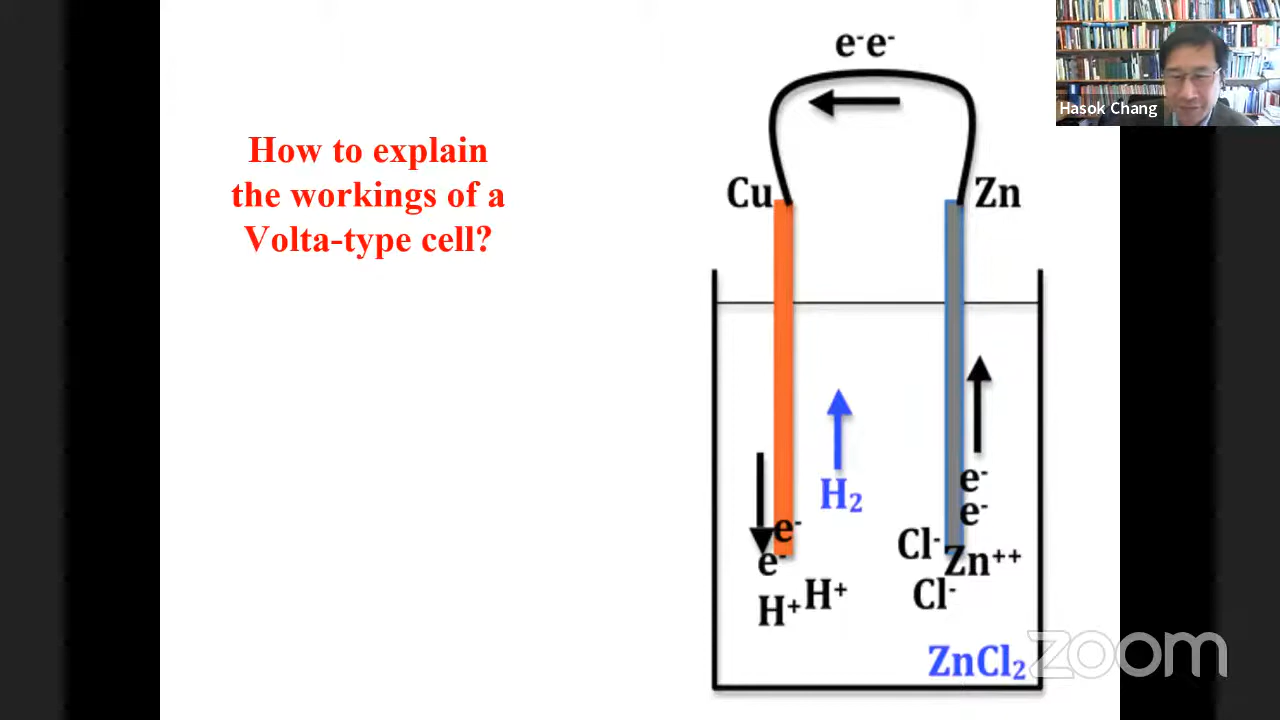 Hasok Chang
How to explain
the workings of a
Volta-type cell?
e⁻e⁻
Cu
Zn
H₂
e⁻
e⁻
e⁻
e⁻
Cl⁻
Zn⁺⁺
Cl⁻
H⁺
H⁺
ZnCl₂
zoom